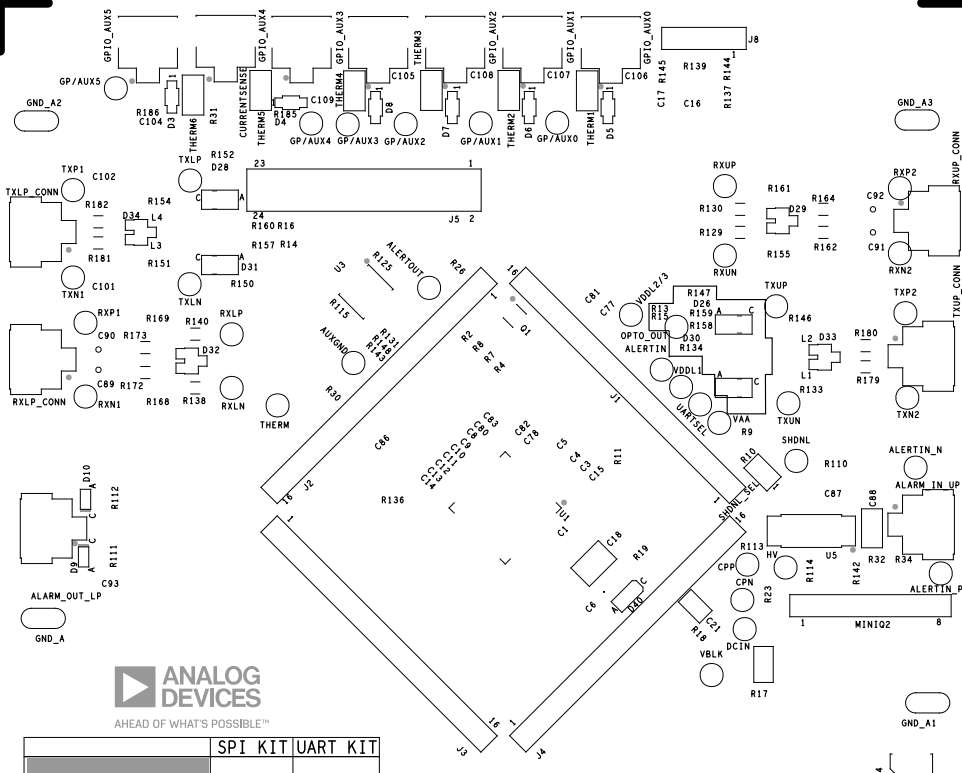 GPIO_AUX5
GPIO_AUX4
GPIO_AUX3
THERM3
GPIO_AUX2
GPIO_AUX1
GPIO_AUX0
J8
1
R145
R139
R144
C17
C16
R137
GP/AUX5
R186
C104
D3
1
THERM6
R31
CURRENTSENSE
THERM5
R185
D4
C109
GP/AUX4
THERM4
GP/AUX3
D8
1
C105
GP/AUX2
D7
1
C108
GP/AUX1
THERM2
D6
1
C107
GP/AUX0
THERM1
D5
1
C106
GND_A2
GND_A3
TXP1
C102
TXLP
R152
D28
C
A
TXLP_CONN
R182
D34
R154
L4
L3
R181
R151
TXN1
C101
23
1
24
J5
2
R160
R16
R157
R14
C
A
D31
R150
TXLN
U3
R125
R115
ALERTOUT
R26
RXUP
R161
RXP2
C92
RXUP_CONN
R130
D29
R164
R129
R155
R162
C91
RXUN
RXN2
RXP1
C90
R169
R173
R140
RXLP
D32
C89
R172
R168
R138
RXLP_CONN
RXN1
RXLN
THERM
AUXGND
R131
R148
R143
R30
1
16
R2
R8
R7
R4
Q1
C81
C77
VDDL2/3
R13
R15
R147
D26
R159
R158
A
C
OPTO_OUT
D30
R134
ALERTIN
VDDL1
A
C
VAA
UARTSEL
R9
TXUP
R146
TXP2
TXUP_CONN
L2
D33
R180
L1
R133
R179
TXUN
TXN2
J1
C86
C83
C80
C8
C9
C10
C11
C12
C13
C14
C82
C78
C5
C4
C3
C15
R11
SHDNL
R10
R110
ALERTIN_N
ALARM_IN_UP
SHDNL_SEL
1
16
C87
C88
D10
A
C
R112
C
D9
A
R111
C93
ALARM_OUT_LP
GND_A
16
J2
1
R136
U1
C1
C18
R19
C6
A
C
D40
R113
HV
U5
R32
R34
CPP
CPN
R114
R142
R23
ALERTIN_P
1
MINIQ2
8
C21
R18
DCIN
VBLK
R17
GND_A1
ANALOG
DEVICES
AHEAD OF WHAT'S POSSIBLE™
16
J3
1
J4
SPI KIT
UART KIT
4